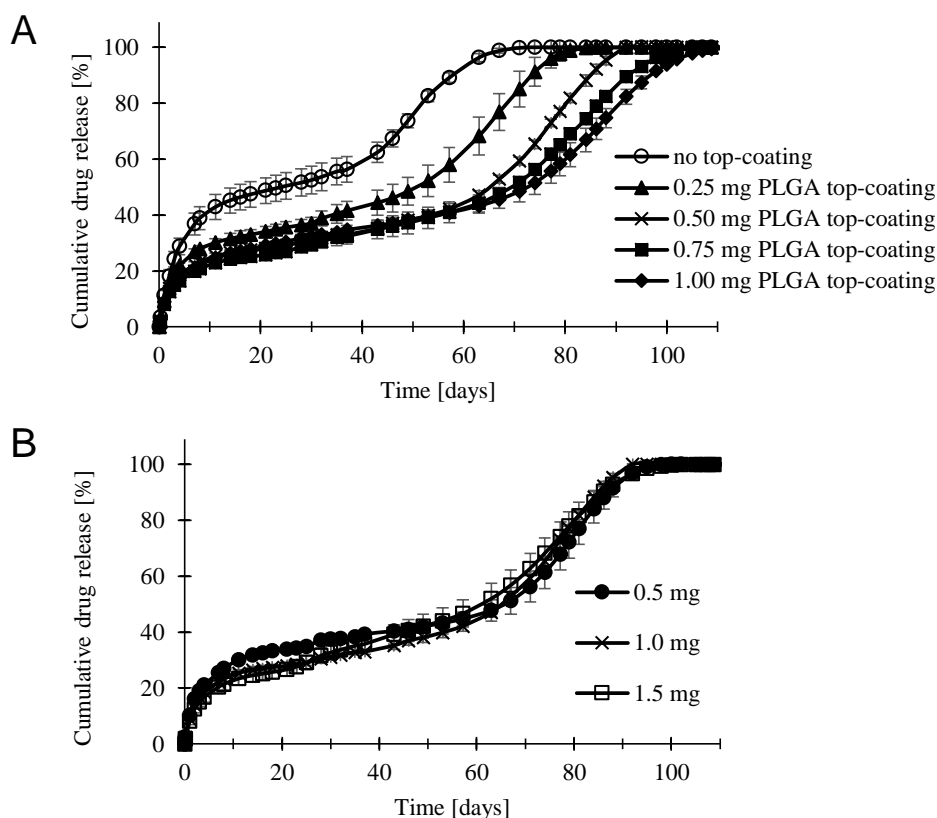 A
Cumulative drug release [%]
100
80
60
40
20
0
0 20 40 60 80 100
Time [days]
no top-coating
0.25 mg PLGA top-coating
0.50 mg PLGA top-coating
0.75 mg PLGA top-coating
1.00 mg PLGA top-coating
B
Cumulative drug release [%]
100
80
60
40
20
0
0 20 40 60 80 100
Time [days]
0.5 mg
1.0 mg
1.5 mg